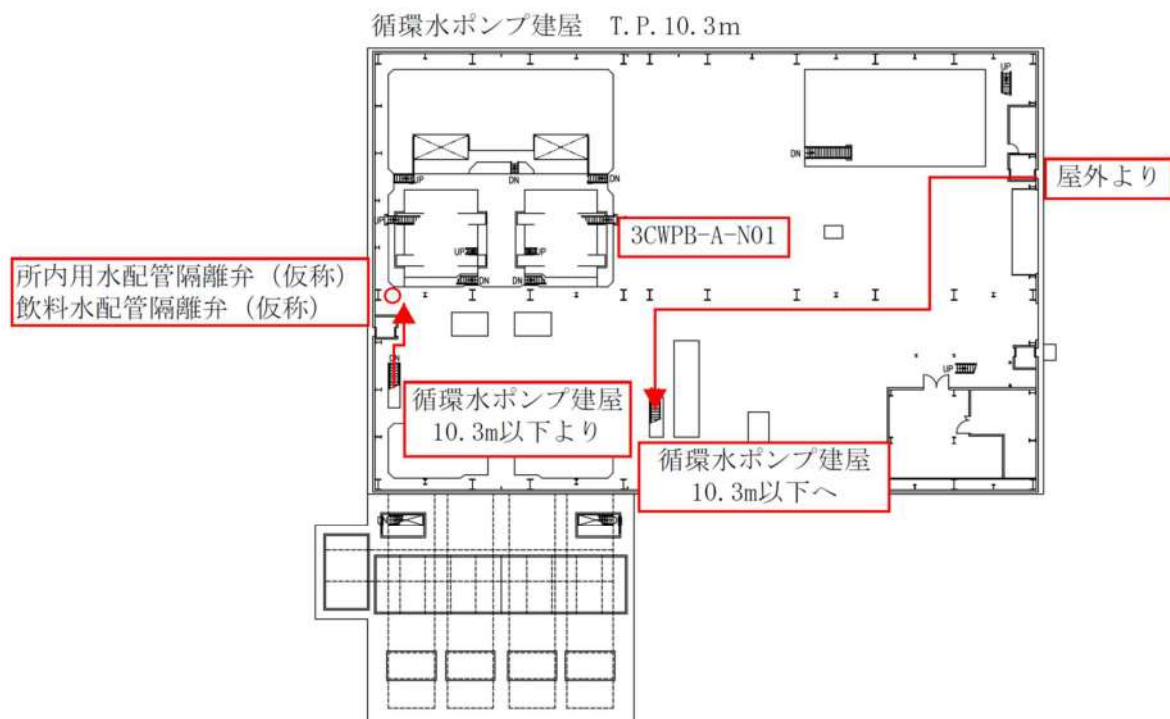 循環水ポンプ建屋　T.P.10.3m
UP
DN
屋外より
UP
DN
DN
UP
3CWPB-A-N01
UP
UP
DN
DN
所内用水配管隔離弁（仮称）
飲料水配管隔離弁（仮称）
DN
UP
循環水ポンプ建屋
10.3m以下より
循環水ポンプ建屋
10.3m以下へ